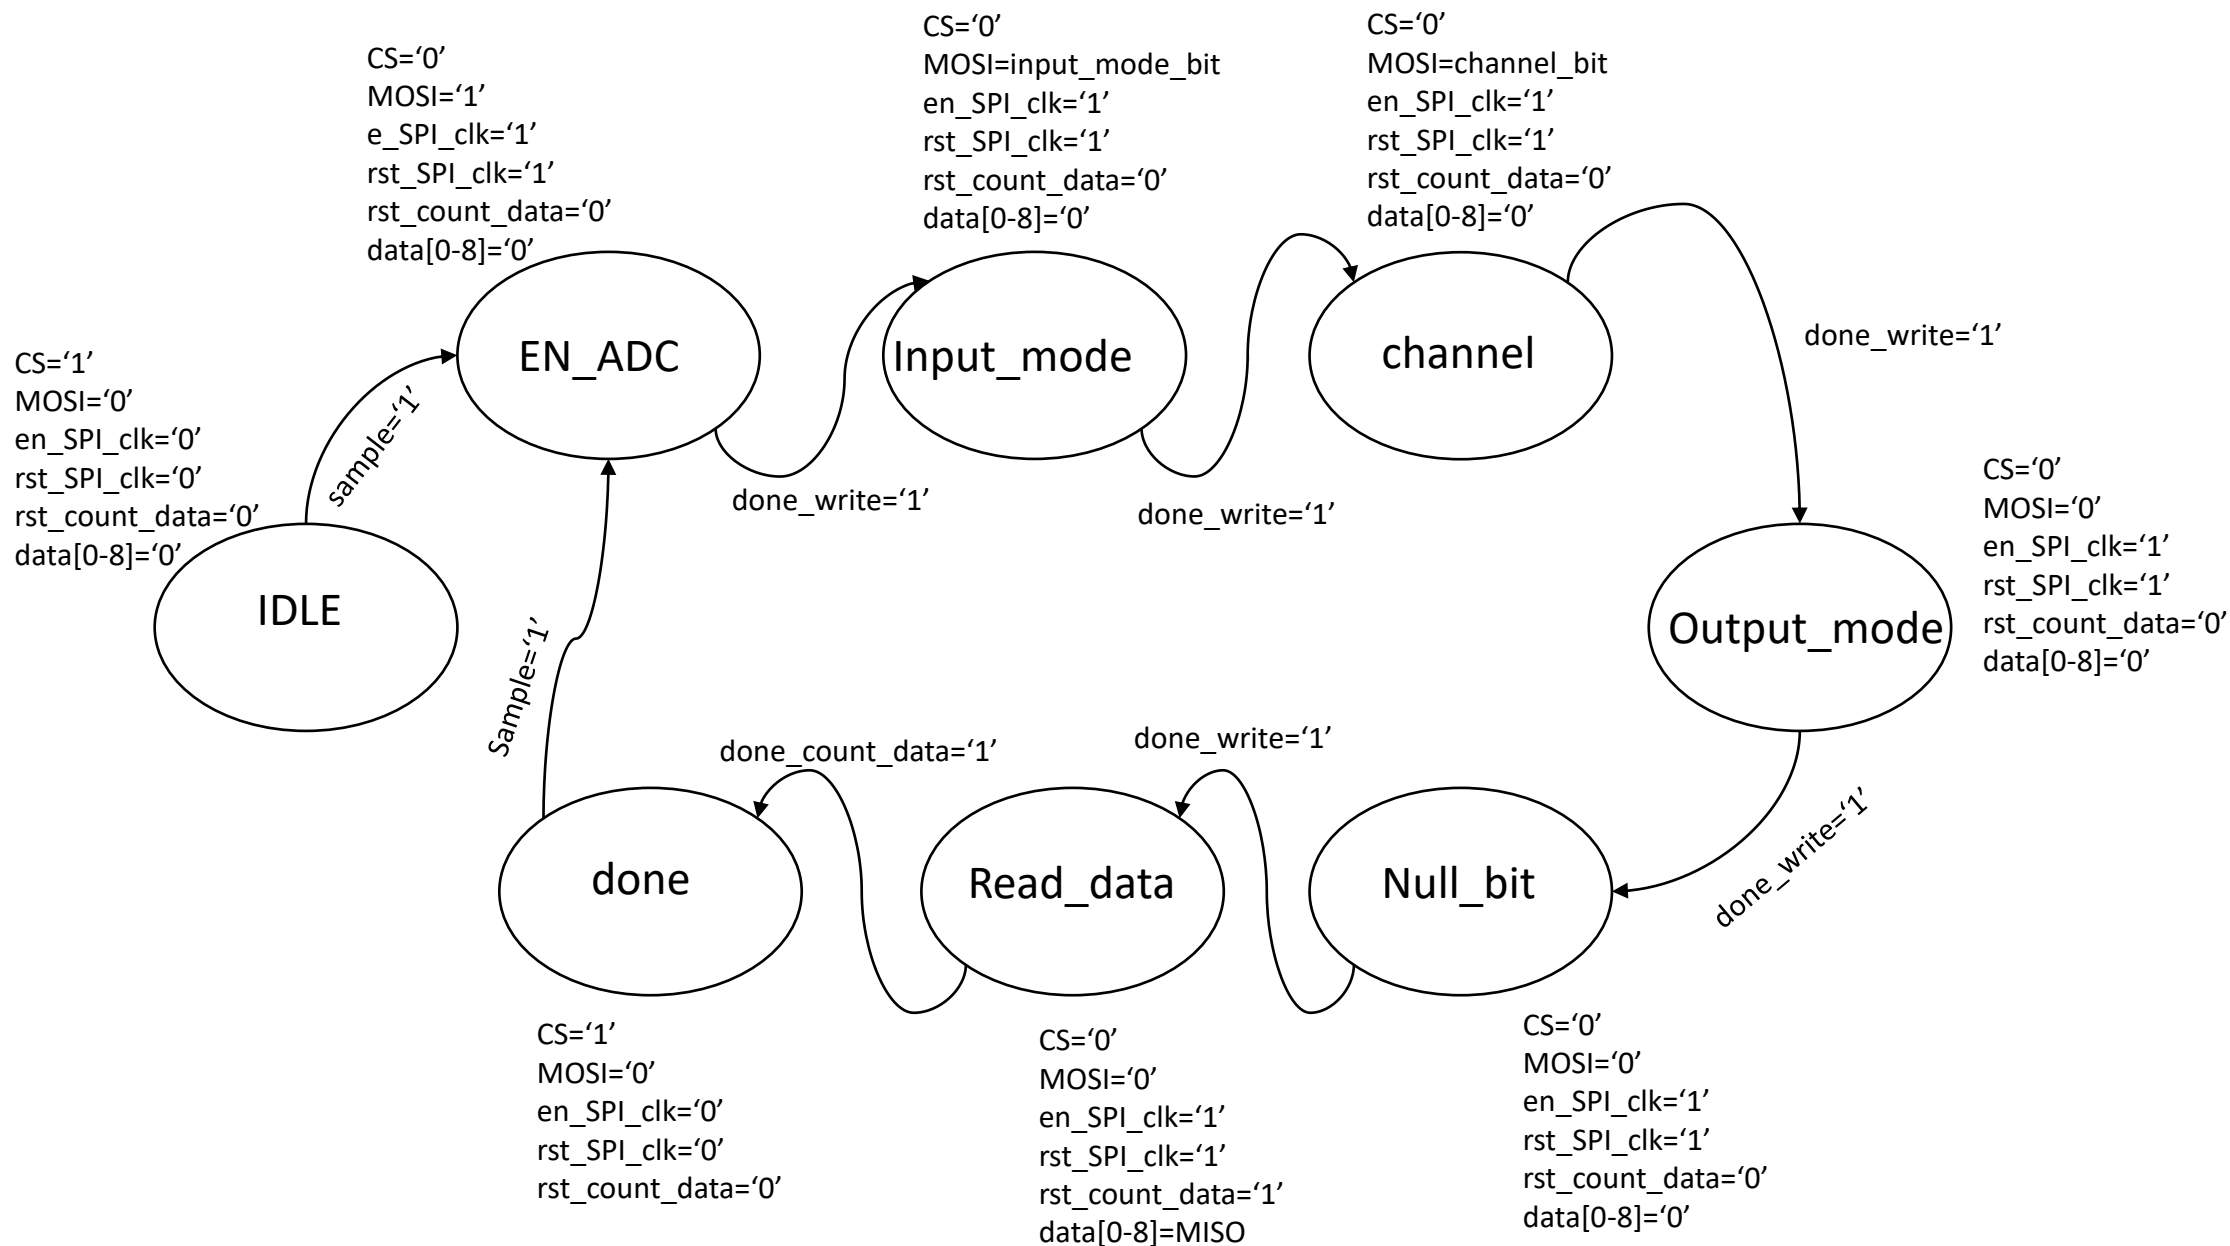 CS=‘0’
MOSI=‘1’
e_SPI_clk=‘1’
rst_SPI_clk=‘1’
rst_count_data=‘0’
data[0-8]=‘0’
CS=‘0’
MOSI=input_mode_bit
en_SPI_clk=‘1’
rst_SPI_clk=‘1’
rst_count_data=‘0’
data[0-8]=‘0’
CS=‘0’
MOSI=channel_bit
en_SPI_clk=‘1’
rst_SPI_clk=‘1’
rst_count_data=‘0’
data[0-8]=‘0’
EN_ADC
Input_mode
channel
done_write=‘1’
CS=‘1’
MOSI=‘0’
en_SPI_clk=‘0’
rst_SPI_clk=‘0’
rst_count_data=‘0’
data[0-8]=‘0’
sample=‘1’
done_write=‘1’
done_write=‘1’
IDLE
CS=‘0’
MOSI=‘0’
en_SPI_clk=‘1’
rst_SPI_clk=‘1’
rst_count_data=‘0’
data[0-8]=‘0’
Output_mode
Sample=‘1’
done_count_data=‘1’
done_write=‘1’
done_write=‘1’
done
Read_data
Null_bit
CS=‘1’
MOSI=‘0’
en_SPI_clk=‘0’
rst_SPI_clk=‘0’
rst_count_data=‘0’
CS=‘0’
MOSI=‘0’
en_SPI_clk=‘1’
rst_SPI_clk=‘1’
rst_count_data=‘1’
data[0-8]=MISO
CS=‘0’
MOSI=‘0’
en_SPI_clk=‘1’
rst_SPI_clk=‘1’
rst_count_data=‘0’
data[0-8]=‘0’